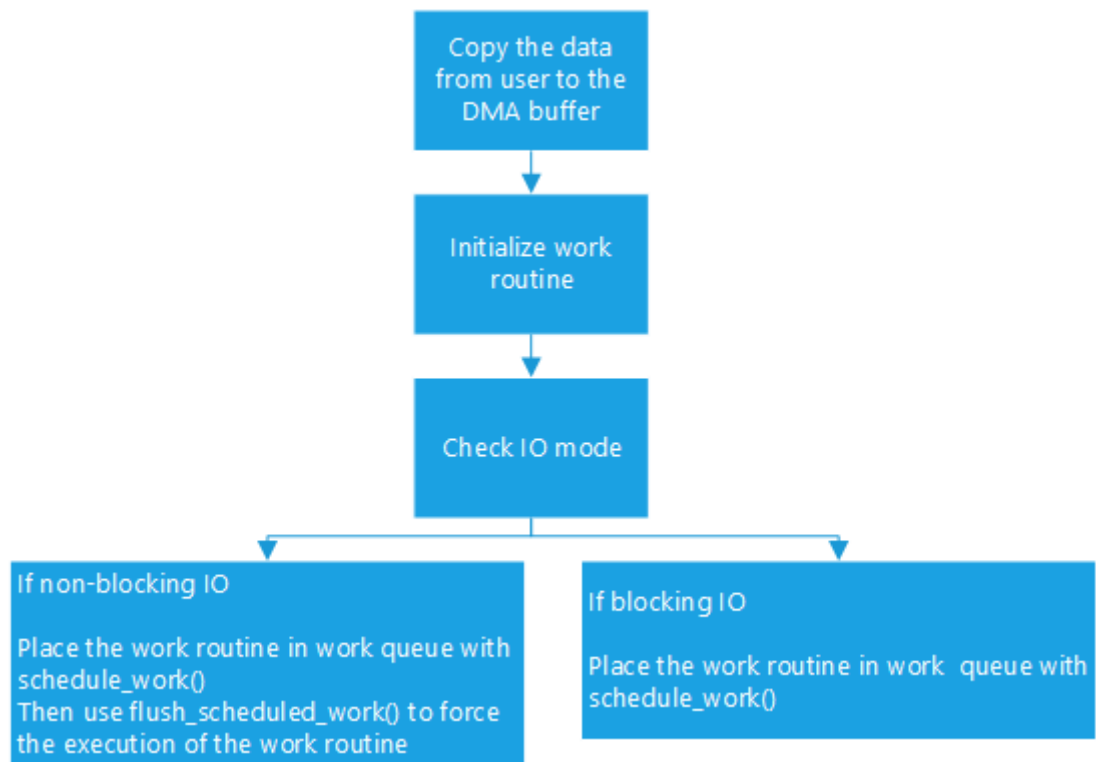 Copy the data
from user to the
DMA buffer
Initialize work
routine
Check IO mode
If non-blocking IO
Place the work routine in work queue with
schedule_work()
Then use flush_scheduled_work() to force
the execution of the work routine
If blocking IO
Place the work routine in work queue with
schedule_work()